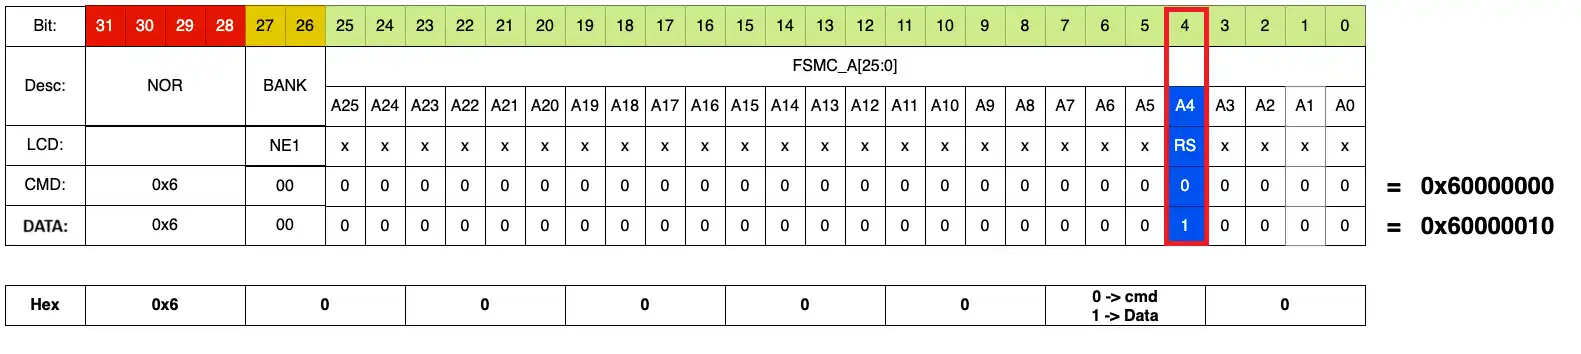 Bit: 31 30 29 28 27 26 25 24 23 22 21 20 19 18 17 16 15 14 13 12 11 10 9 8 7 6 5 4 3 2 1 0
Desc: NOR BANK FSMC_A[25:0]
A25 A24 A23 A22 A21 A20 A19 A18 A17 A16 A15 A14 A13 A12 A11 A10 A9 A8 A7 A6 A5 A4 A3 A2 A1 A0
LCD: NE1 x x x x x x x x x x x x x x x x x x x x x RS x x x x
CMD: 0x6 00 0 0 0 0 0 0 0 0 0 0 0 0 0 0 0 0 0 0 0 0 0 0 0 0 0 0 = 0x60000000
DATA: 0x6 00 0 0 0 0 0 0 0 0 0 0 0 0 0 0 0 0 0 0 0 0 0 1 0 0 0 0 = 0x60000010
Hex 0x6 0 0 0 0 0 0 -> cmd 0
1 -> Data